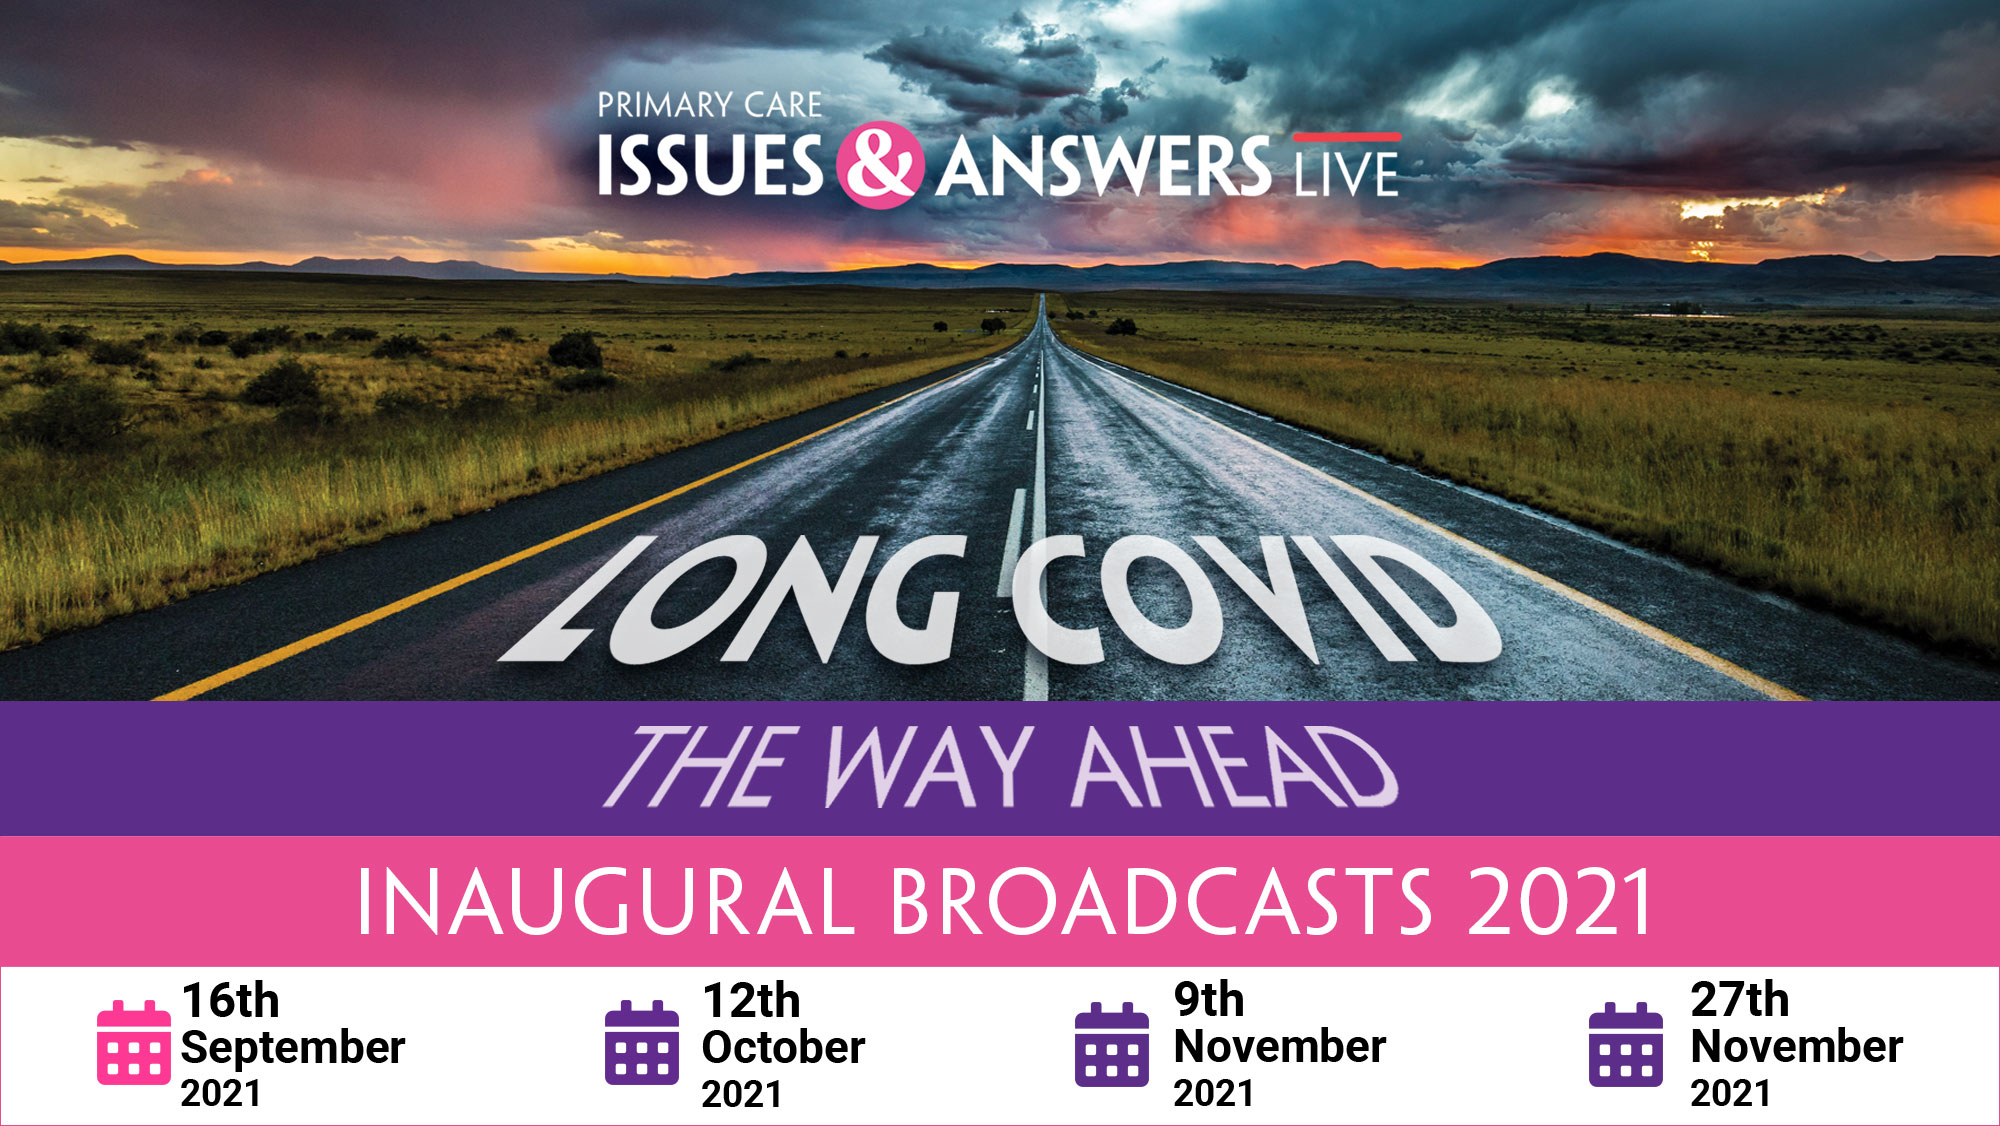 PRIMARY CARE
ISSUES & ANSWERS LIVE
LONG COVID
THE WAY AHEAD
INAUGURAL BROADCASTS 2021
16th
September
2021
12th
October
2021
9th
November
2021
27th
November
2021